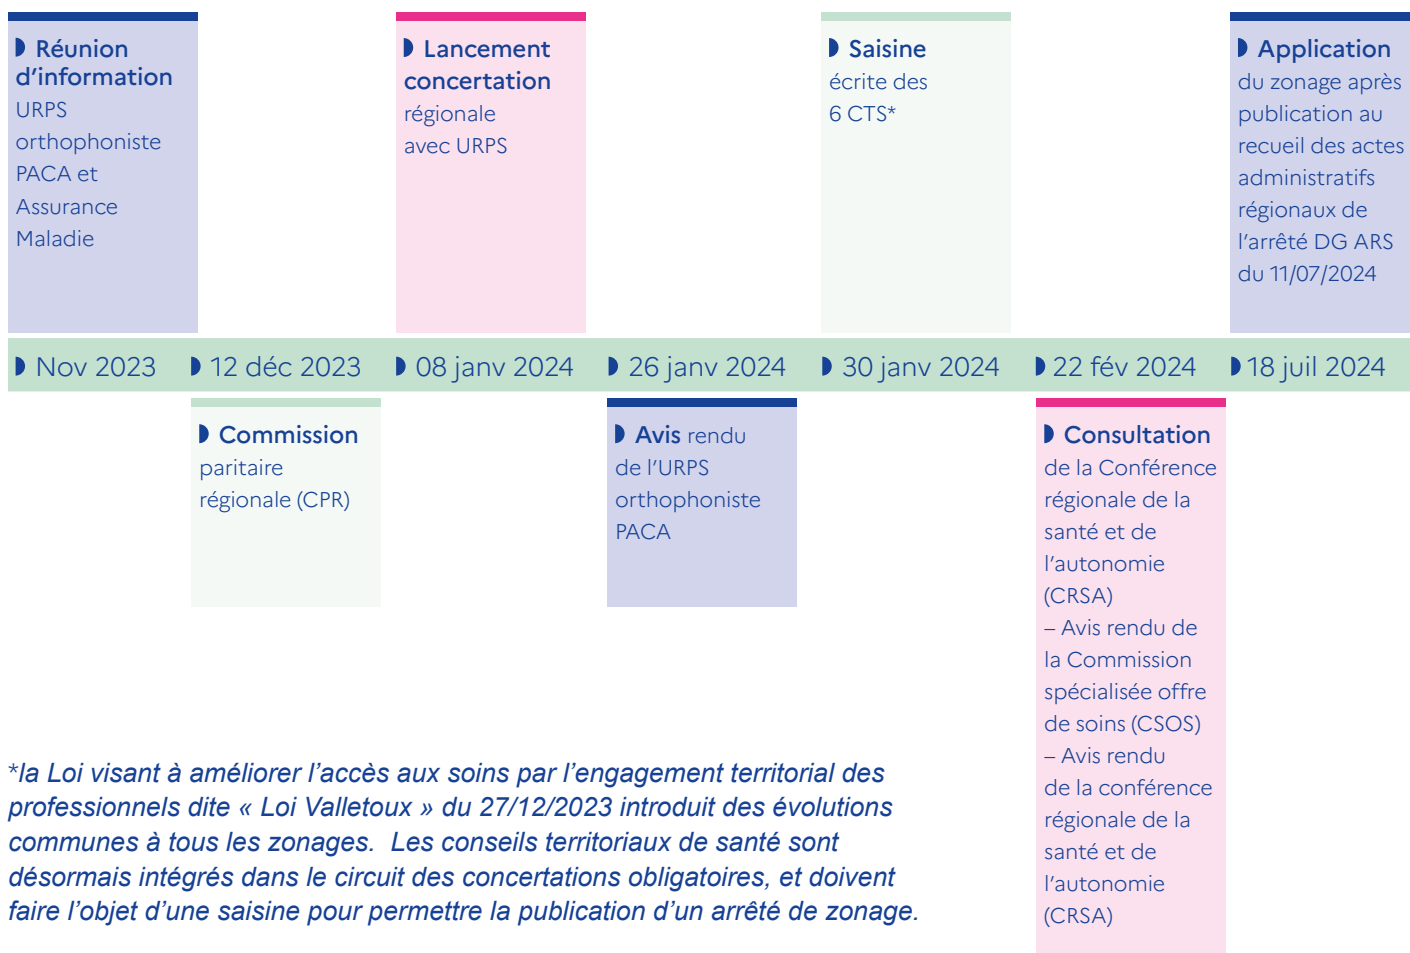 Réunion
d'information
URPS
orthophoniste
PACA et
Assurance
Maladie
Lancement
concertation
régionale
avec URPS
Saisine
écrite des
6 CTS*
Application
du zonage après
publication au
recueil des actes
administratifs
régionaux de
l'arrêté DG ARS
du 11/07/2024
Nov 2023
12 déc 2023
08 janv 2024
26 janv 2024
30 janv 2024
22 fév 2024
18 juil 2024
Commission
paritaire
régionale (CPR)
Avis rendu
de l'URPS
orthophoniste
PACA
Consultation
de la Conférence
régionale de la
santé et de
l'autonomie
(CRSA)
– Avis rendu de
la Commission
spécialisée offre
de soins (CSOS)
– Avis rendu
de la conférence
régionale de la
santé et de
l'autonomie
(CRSA)
*la Loi visant à améliorer l'accès aux soins par l'engagement territorial des
professionnels dite « Loi Valletoux » du 27/12/2023 introduit des évolutions
communes à tous les zonages.  Les conseils territoriaux de santé sont
désormais intégrés dans le circuit des concertations obligatoires, et doivent
faire l'objet d'une saisine pour permettre la publication d'un arrêté de zonage.